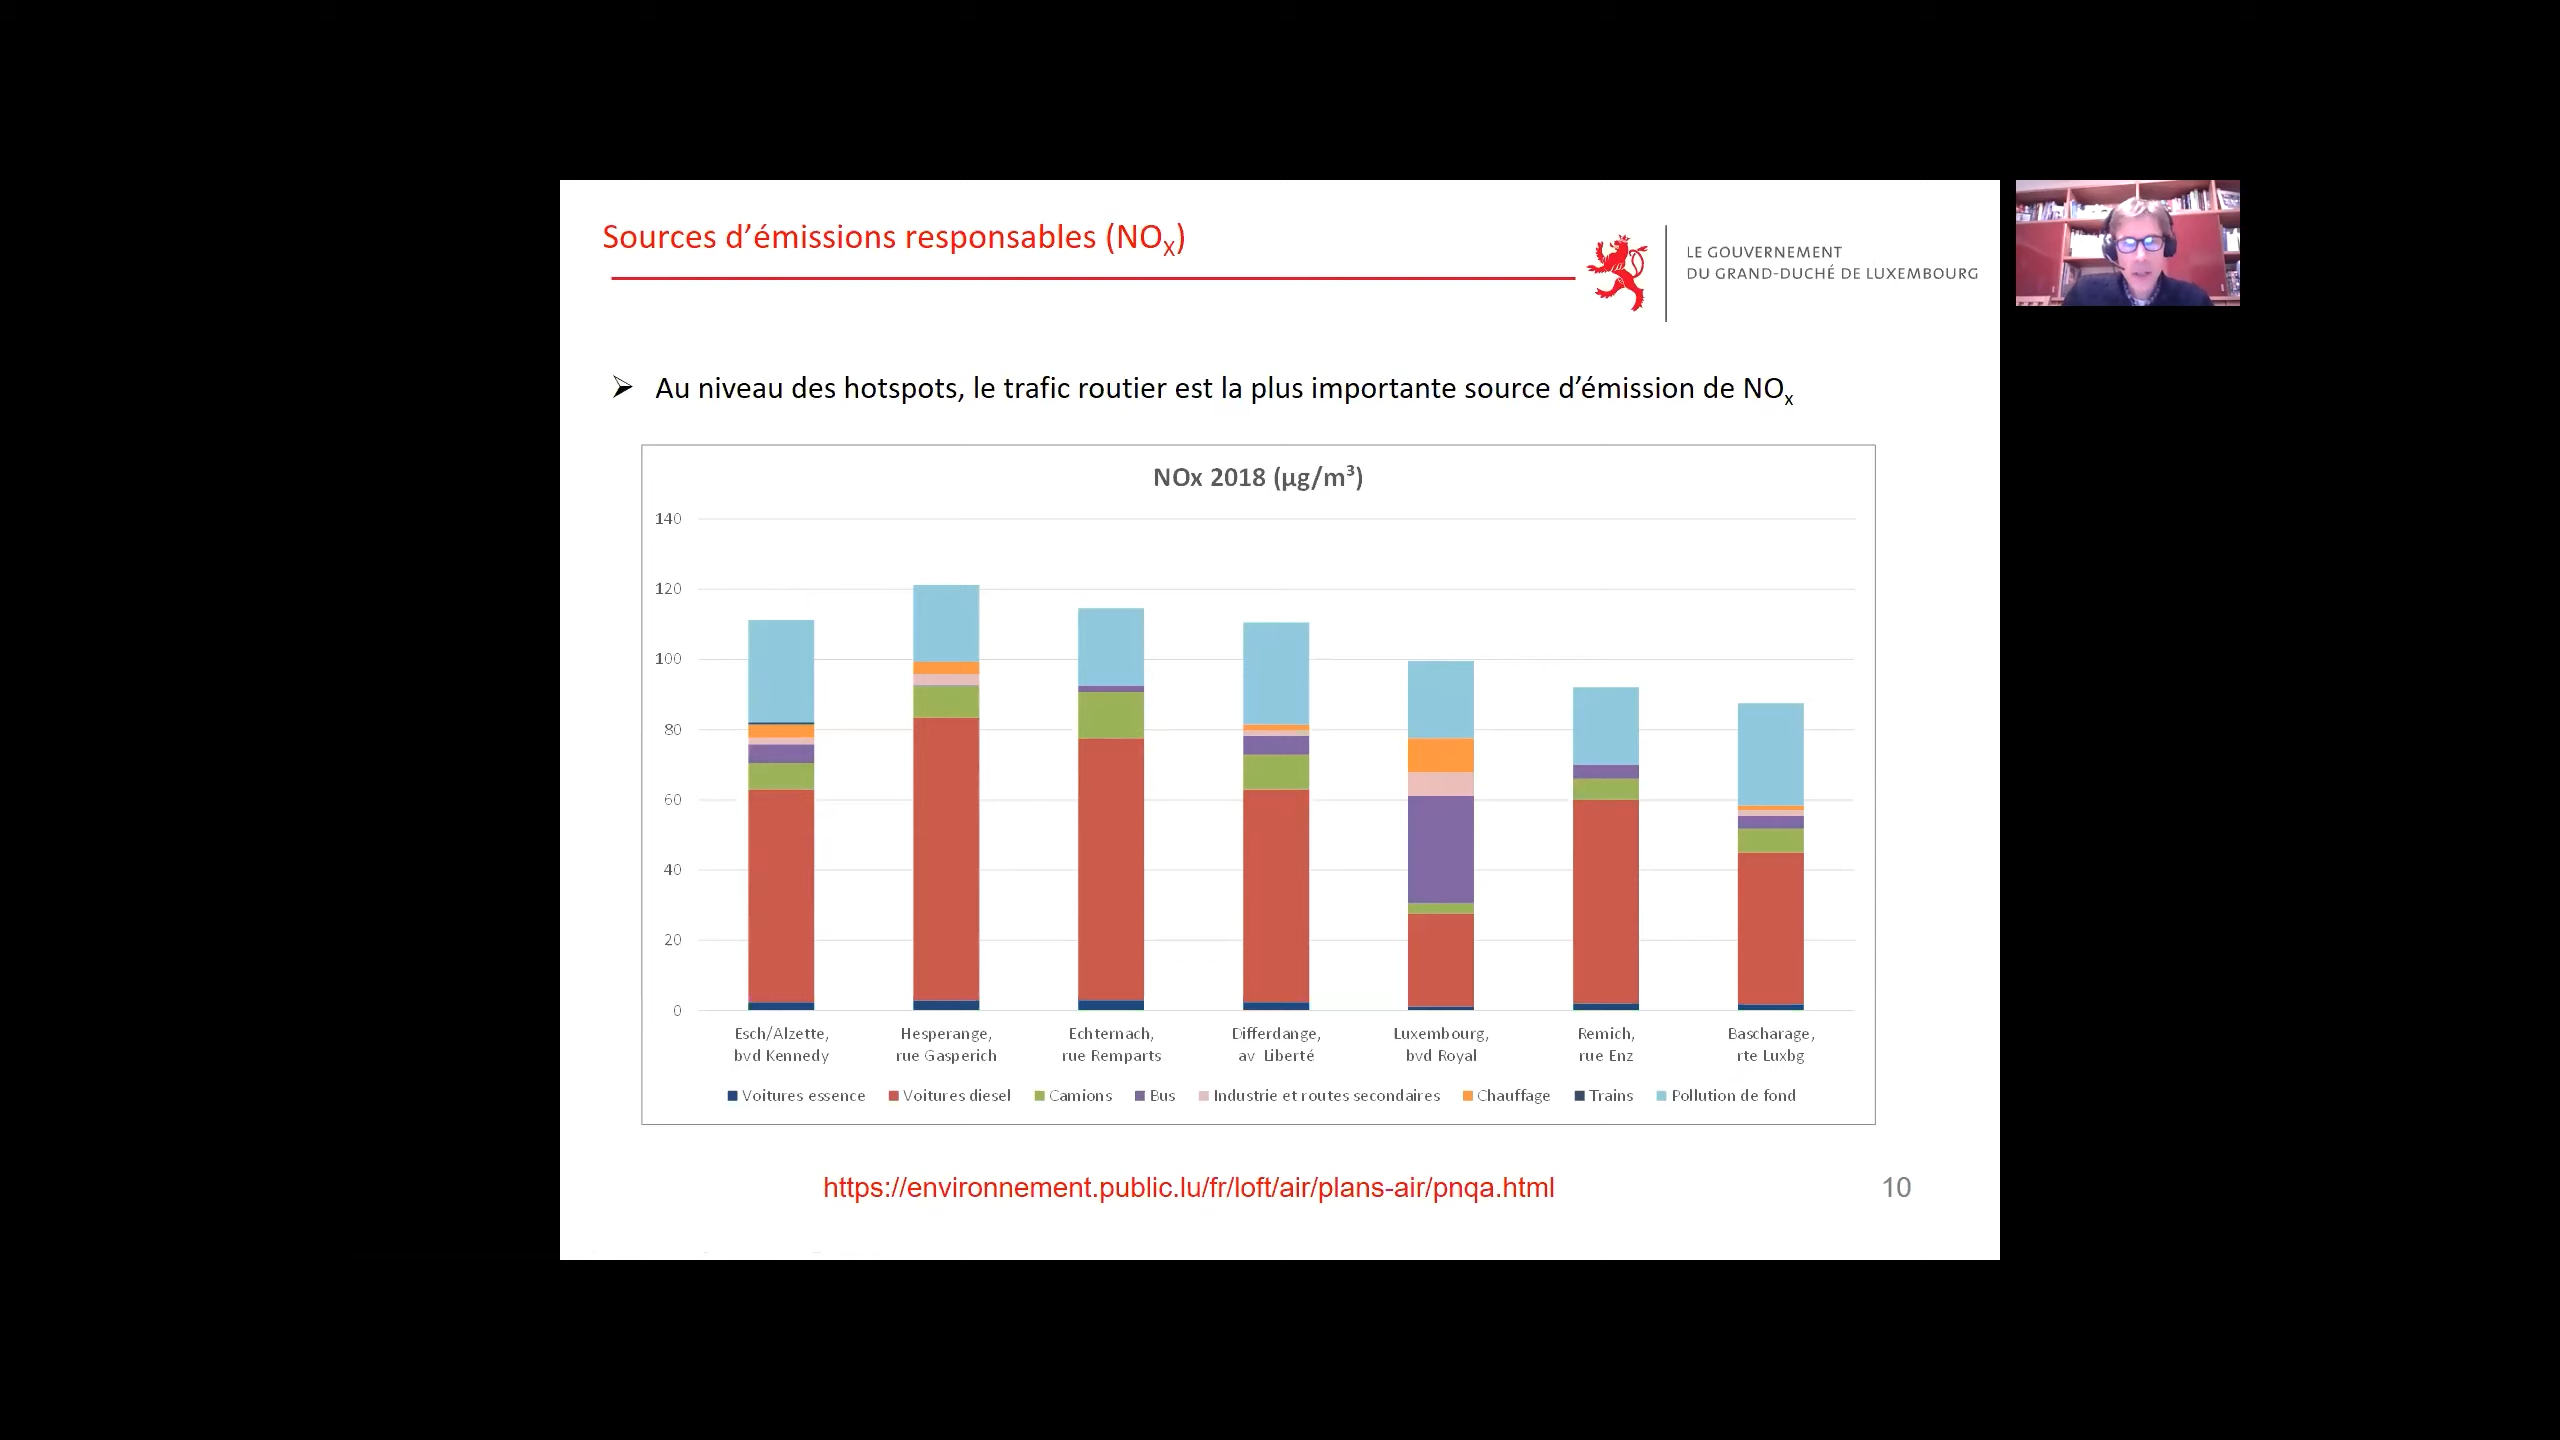 Sources d’émissions responsables (NOX)
LE GOUVERNEMENT
DU GRAND-DUCHÉ DE LUXEMBOURG
Au niveau des hotspots, le trafic routier est la plus importante source d’émission de NOx
NOx 2018 (µg/m³)
140
120
100
80
60
40
20
0
Esch/Alzette,
bvd Kennedy
Hesperange,
rue Gasperich
Echternach,
rue Remparts
Differdange,
av Liberté
Luxembourg,
bvd Royal
Remich,
rue Enz
Bascharage,
rte Luxbg
Voitures essence Voitures diesel Camions Bus Industrie et routes secondaires Chauffage Trains Pollution de fond
https://environnement.public.lu/fr/loft/air/plans-air/pnqa.html
10